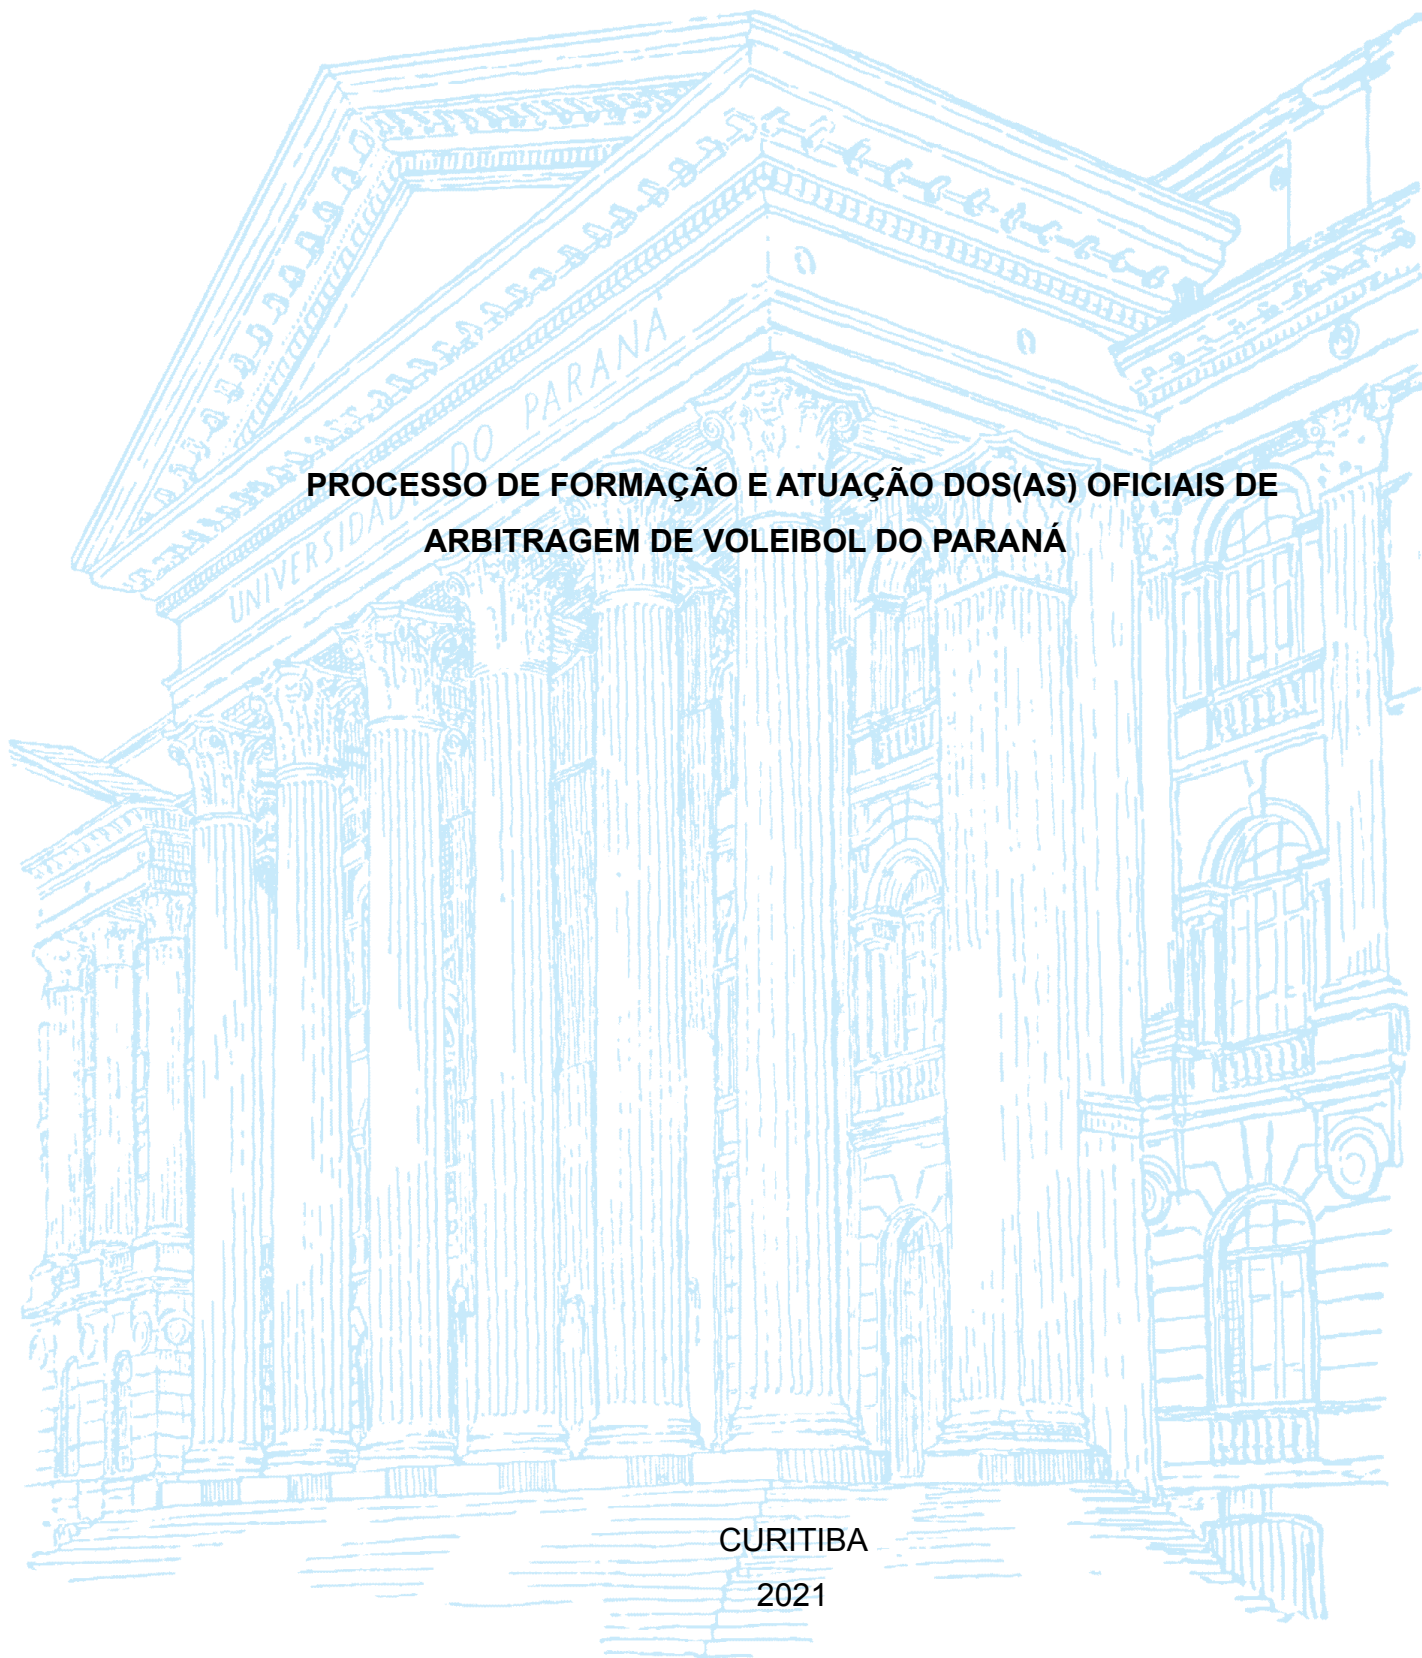 UNIVERSIDADE DO PARANÁ
PROCESSO DE FORMAÇÃO E ATUAÇÃO DOS(AS) OFICIAIS DE
ARBITRAGEM DE VOLEIBOL DO PARANÁ
CURITIBA
2021